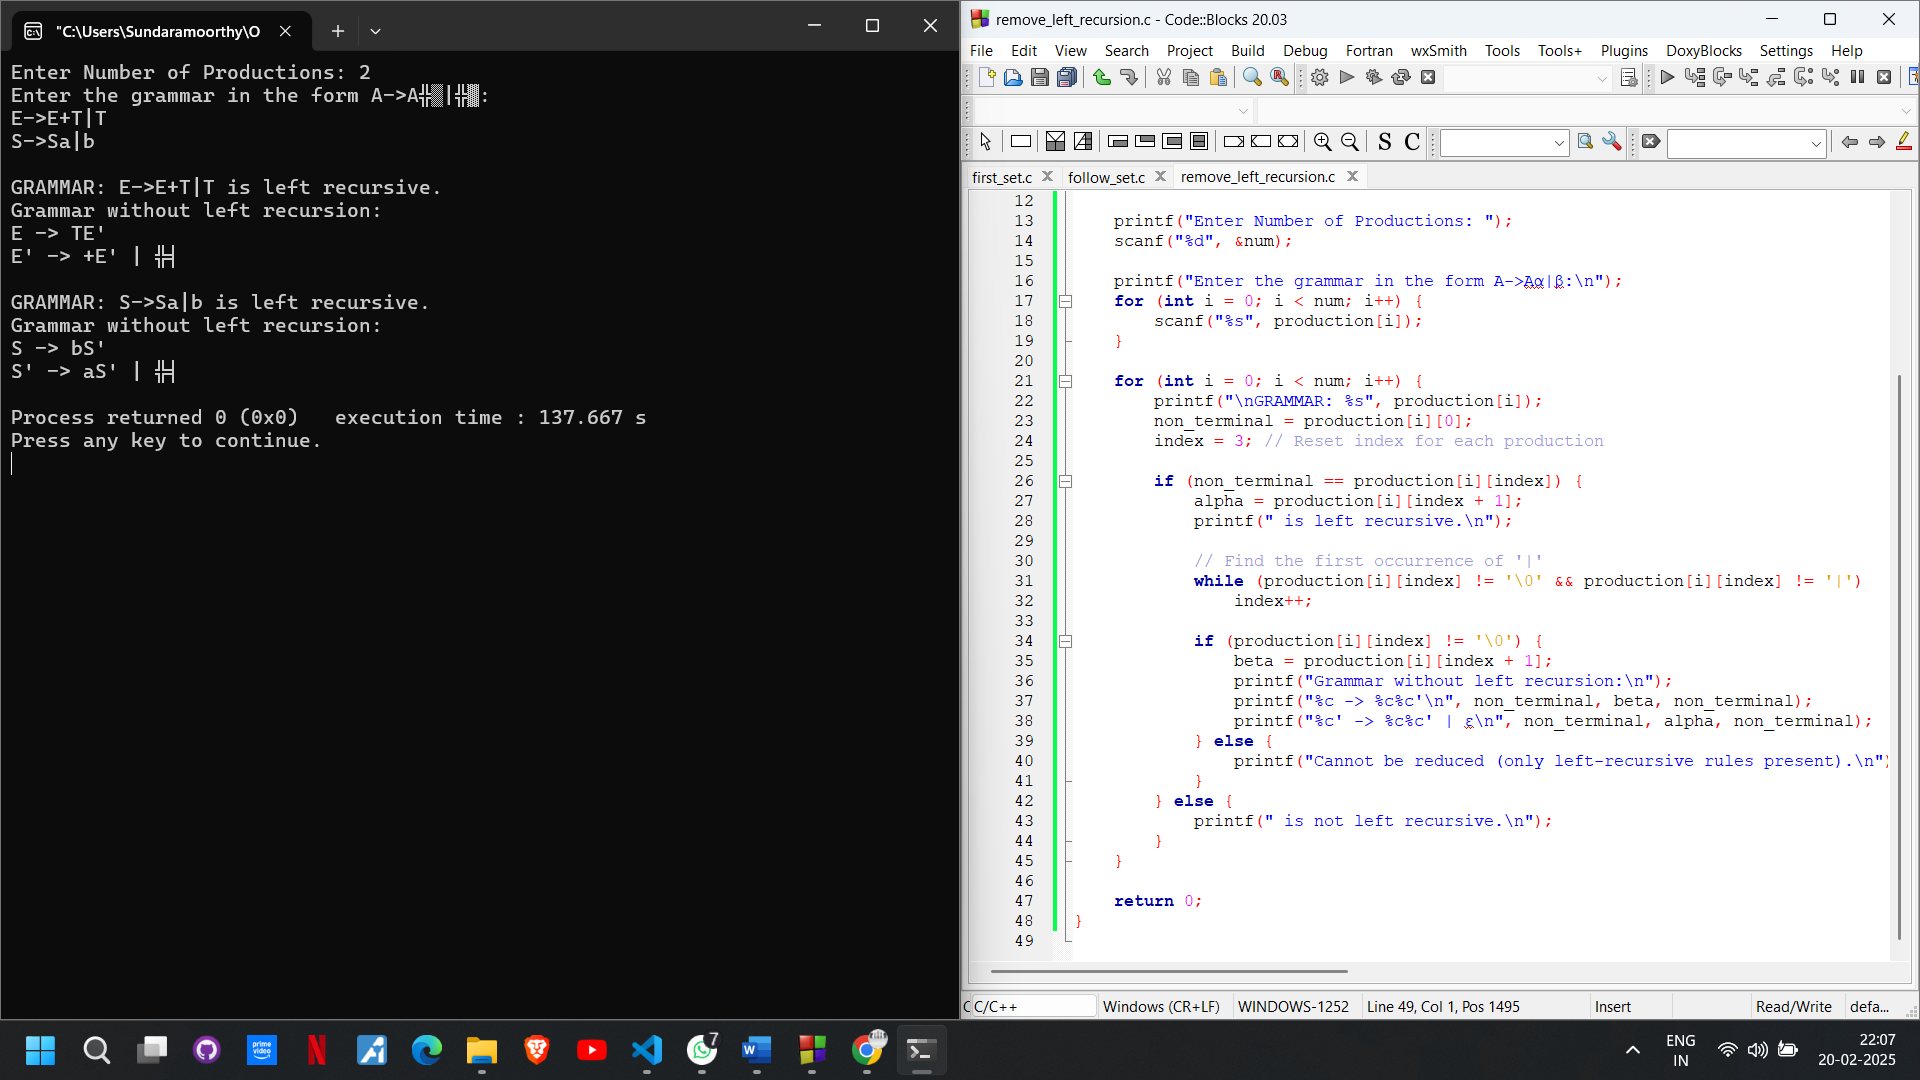 "C:\Users\Sundaramoorthy\O
Enter Number of Productions: 2
Enter the grammar in the form A->A╬▒|╬▓:
E->E+T|T
S->Sa|b
GRAMMAR: E->E+T|T is left recursive.
Grammar without left recursion:
E -> TE'
E' -> +E' | ╬╡
GRAMMAR: S->Sa|b is left recursive.
Grammar without left recursion:
S -> bS'
S' -> aS' | ╬╡
Process returned 0 (0x0)   execution time : 137.667 s
Press any key to continue.
remove_left_recursion.c - Code::Blocks 20.03
File Edit View Search Project Build Debug Fortran wxSmith Tools Tools+ Plugins DoxyBlocks Settings Help
S C
first_set.c follow_set.c remove_left_recursion.c
12
13 printf("Enter Number of Productions: ");
14 scanf("%d", &num);
15
16 printf("Enter the grammar in the form A->Aα|β:\n");
17 for (int i = 0; i < num; i++) {
18 scanf("%s", production[i]);
19 }
20
21 for (int i = 0; i < num; i++) {
22 printf("\nGRAMMAR: %s", production[i]);
23 non_terminal = production[i][0];
24 index = 3; // Reset index for each production
25
26 if (non_terminal == production[i][index]) {
27 alpha = production[i][index + 1];
28 printf(" is left recursive.\n");
29
30 // Find the first occurrence of '|'
31 while (production[i][index] != '\0' && production[i][index] != '|')
32 index++;
33
34 if (production[i][index] != '\0') {
35 beta = production[i][index + 1];
36 printf("Grammar without left recursion:\n");
37 printf("%c -> %c%c'\n", non_terminal, beta, non_terminal);
38 printf("%c' -> %c%c' | ε\n", non_terminal, alpha, non_terminal);
39 } else {
40 printf("Cannot be reduced (only left-recursive rules present).\n")
41 }
42 } else {
43 printf(" is not left recursive.\n");
44 }
45 }
46
47 return 0;
48 }
49
C C/C++ Windows (CR+LF) WINDOWS-1252 Line 49, Col 1, Pos 1495 Insert Read/Write defa...
prime video
7
ENG
IN
22:07
20-02-2025